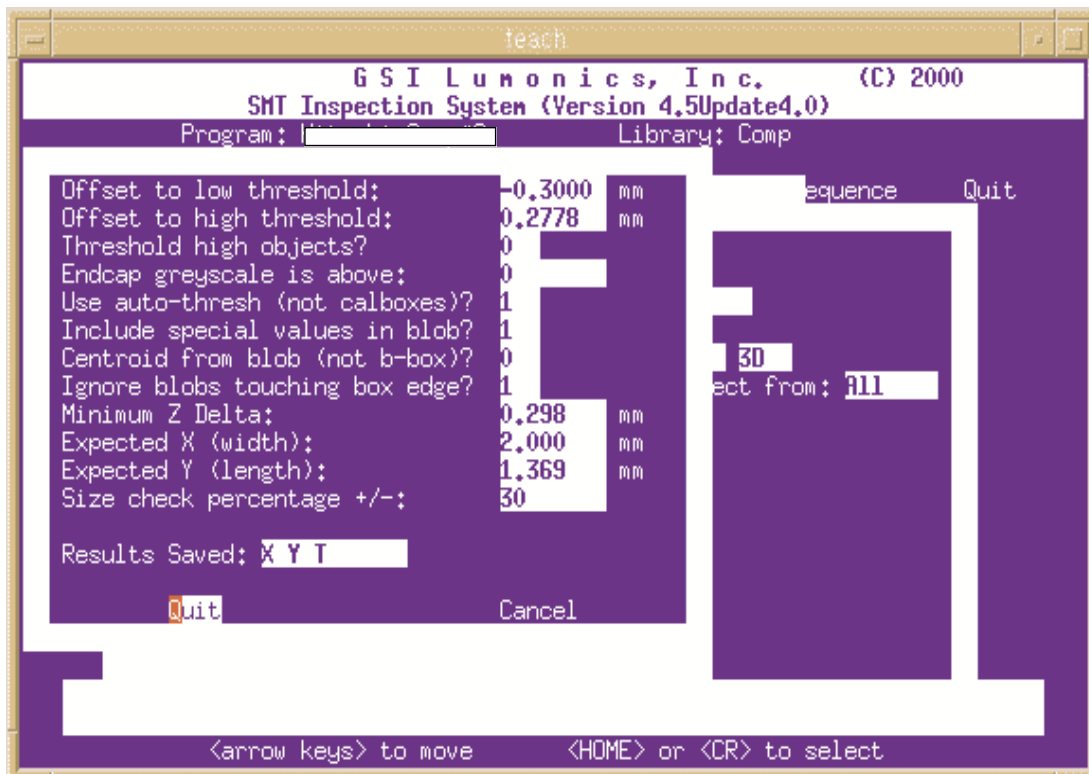 teach
G S I L u m o n i c s, I n c. (C) 2000
SMT Inspection System (Version 4.5Update4.0)
Program: Library: Comp
equence Quit
Offset to low threshold: -0.3000 mm
Offset to high threshold: 0.2778 mm
Threshold high objects? 0
Endcap greyscale is above: 0
Use auto-thresh (not calboxes)? 1
Include special values in blob? 1
Centroid from blob (not b-box)? 0 3D
Ignore blobs touching box edge? 1 ect from: All
Minimum Z Delta: 0.298 mm
Expected X (width): 2.000 mm
Expected Y (length): 1.369 mm
Size check percentage +/-: 30
Results Saved: X Y T
Quit Cancel
<arrow keys> to move <HOME> or <CR> to select